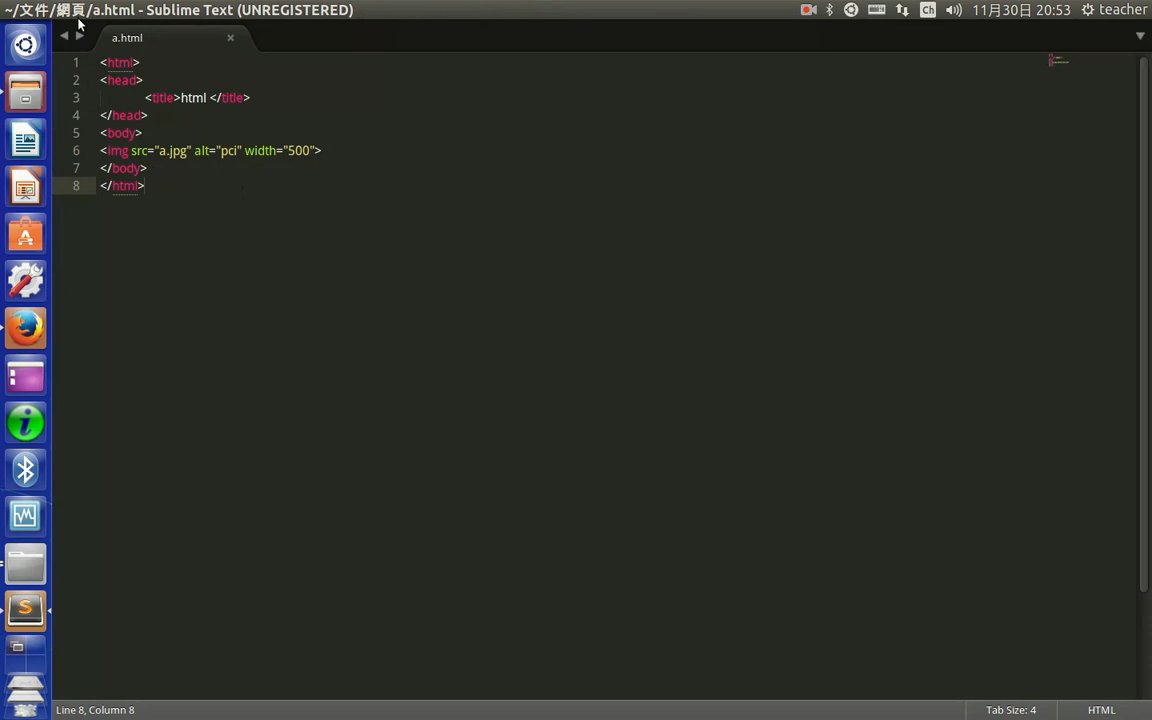 ~/文件/網頁/a.html - Sublime Text (UNREGISTERED)
Ch
11月30日 20:53
teacher
a.html
1 <html>
2 <head>
3 <title>html </title>
4 </head>
5 <body>
6 <img src="a.jpg" alt="pci" width="500">
7 </body>
8 </html>
Line 8, Column 8
Tab Size: 4
HTML